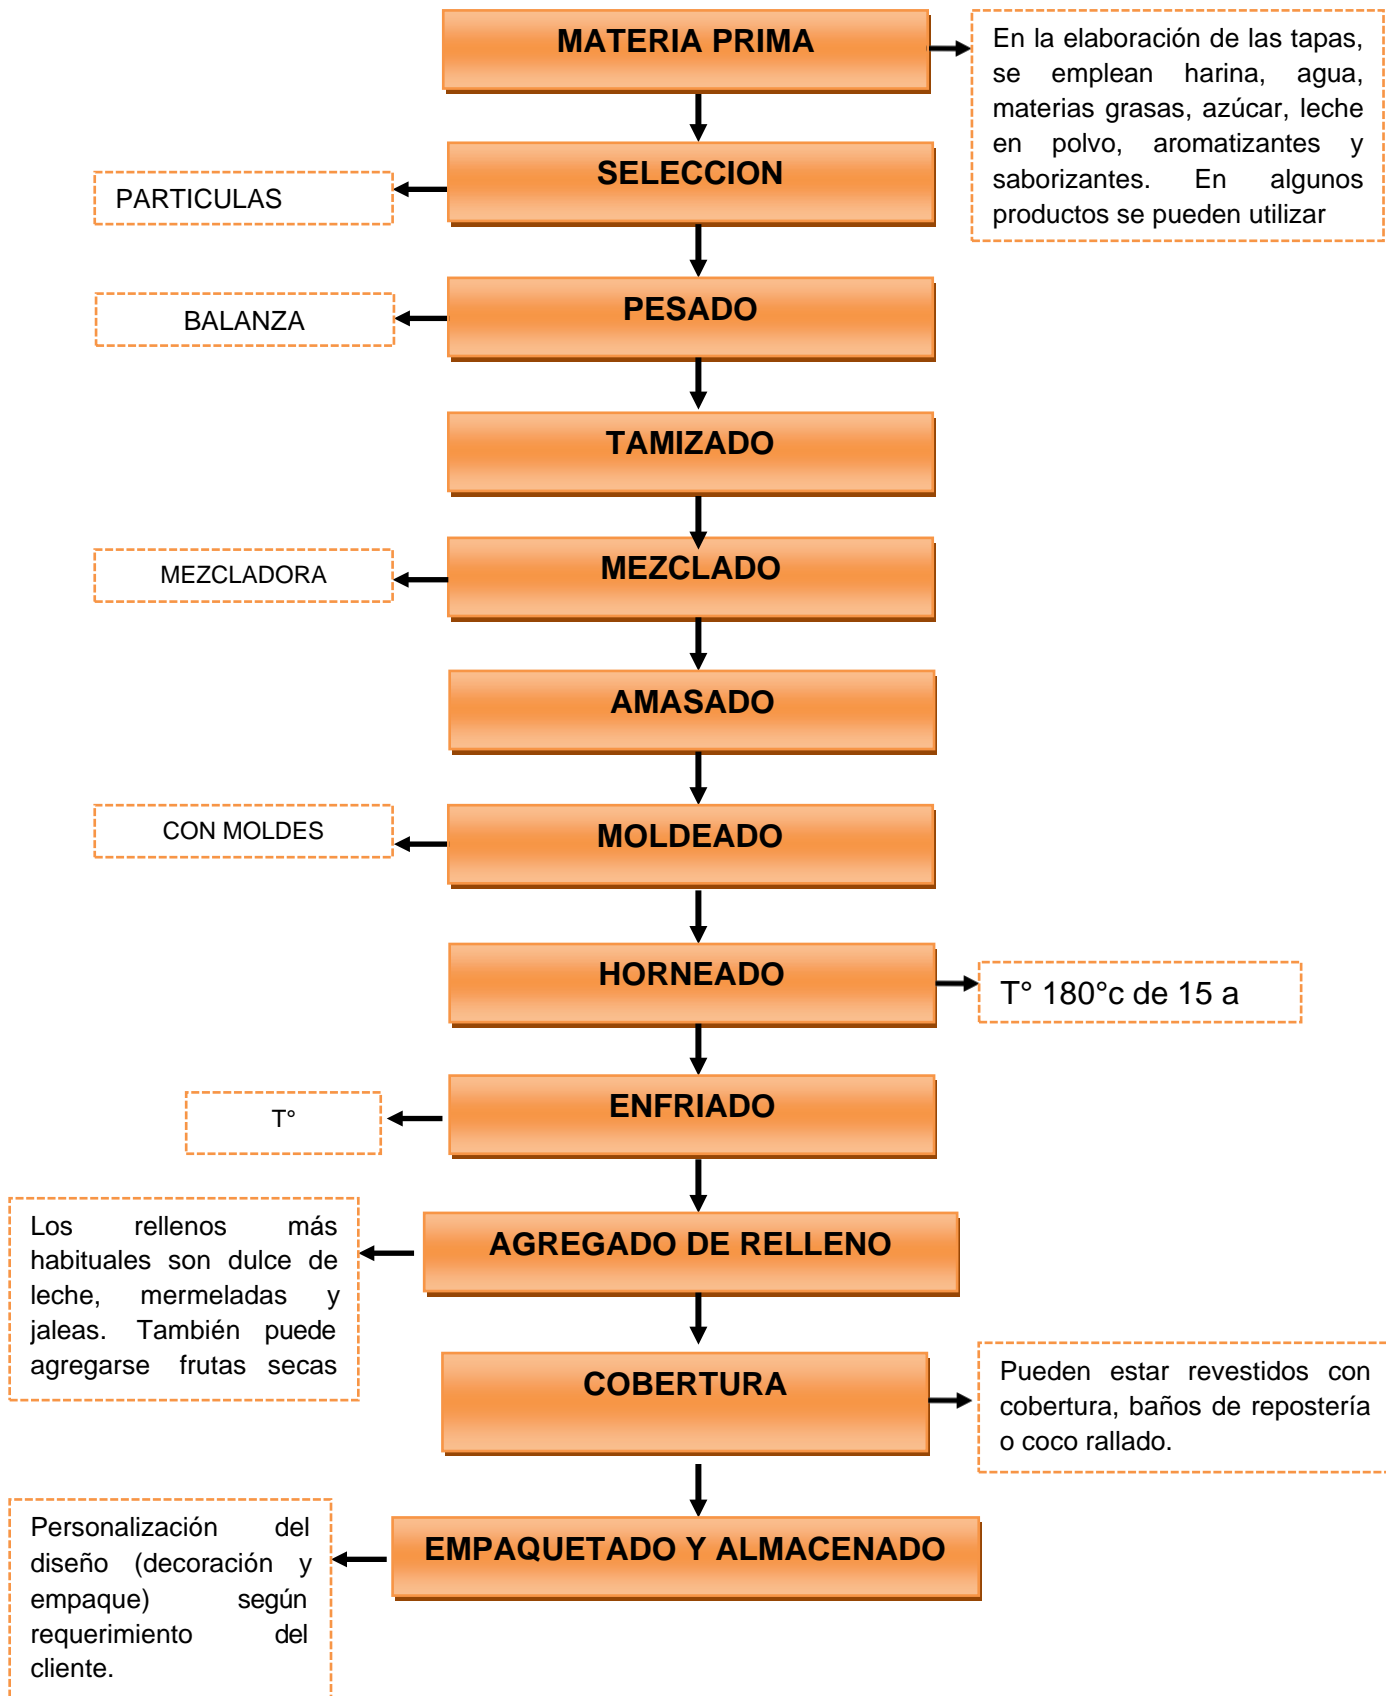 MATERIA PRIMA
En la elaboración de las tapas,
se emplean harina, agua,
materias grasas, azúcar, leche
en polvo, aromatizantes y
saborizantes. En algunos
productos se pueden utilizar
SELECCION
PARTICULAS
PESADO
BALANZA
TAMIZADO
MEZCLADO
MEZCLADORA
AMASADO
MOLDEADO
CON MOLDES
HORNEADO
T° 180°c de 15 a
ENFRIADO
T°
AGREGADO DE RELLENO
Los rellenos más
habituales son dulce de
leche, mermeladas y
jaleas. También puede
agregarse frutas secas
COBERTURA
Pueden estar revestidos con
cobertura, baños de repostería
o coco rallado.
EMPAQUETADO Y ALMACENADO
Personalización del
diseño (decoración y
empaque) según
requerimiento del
cliente.